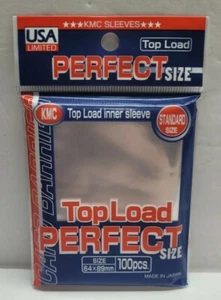 ★★★KMC SLEEVES★★★
USA
LIMITED
Top Load
PERFECT
SIZE
KMC
Top Load inner sleeve
STANDARD
SIZE
Top Load
PERFECT
SIZE
SIZE
64×89mm
100pcs.
MADE IN JAPAN